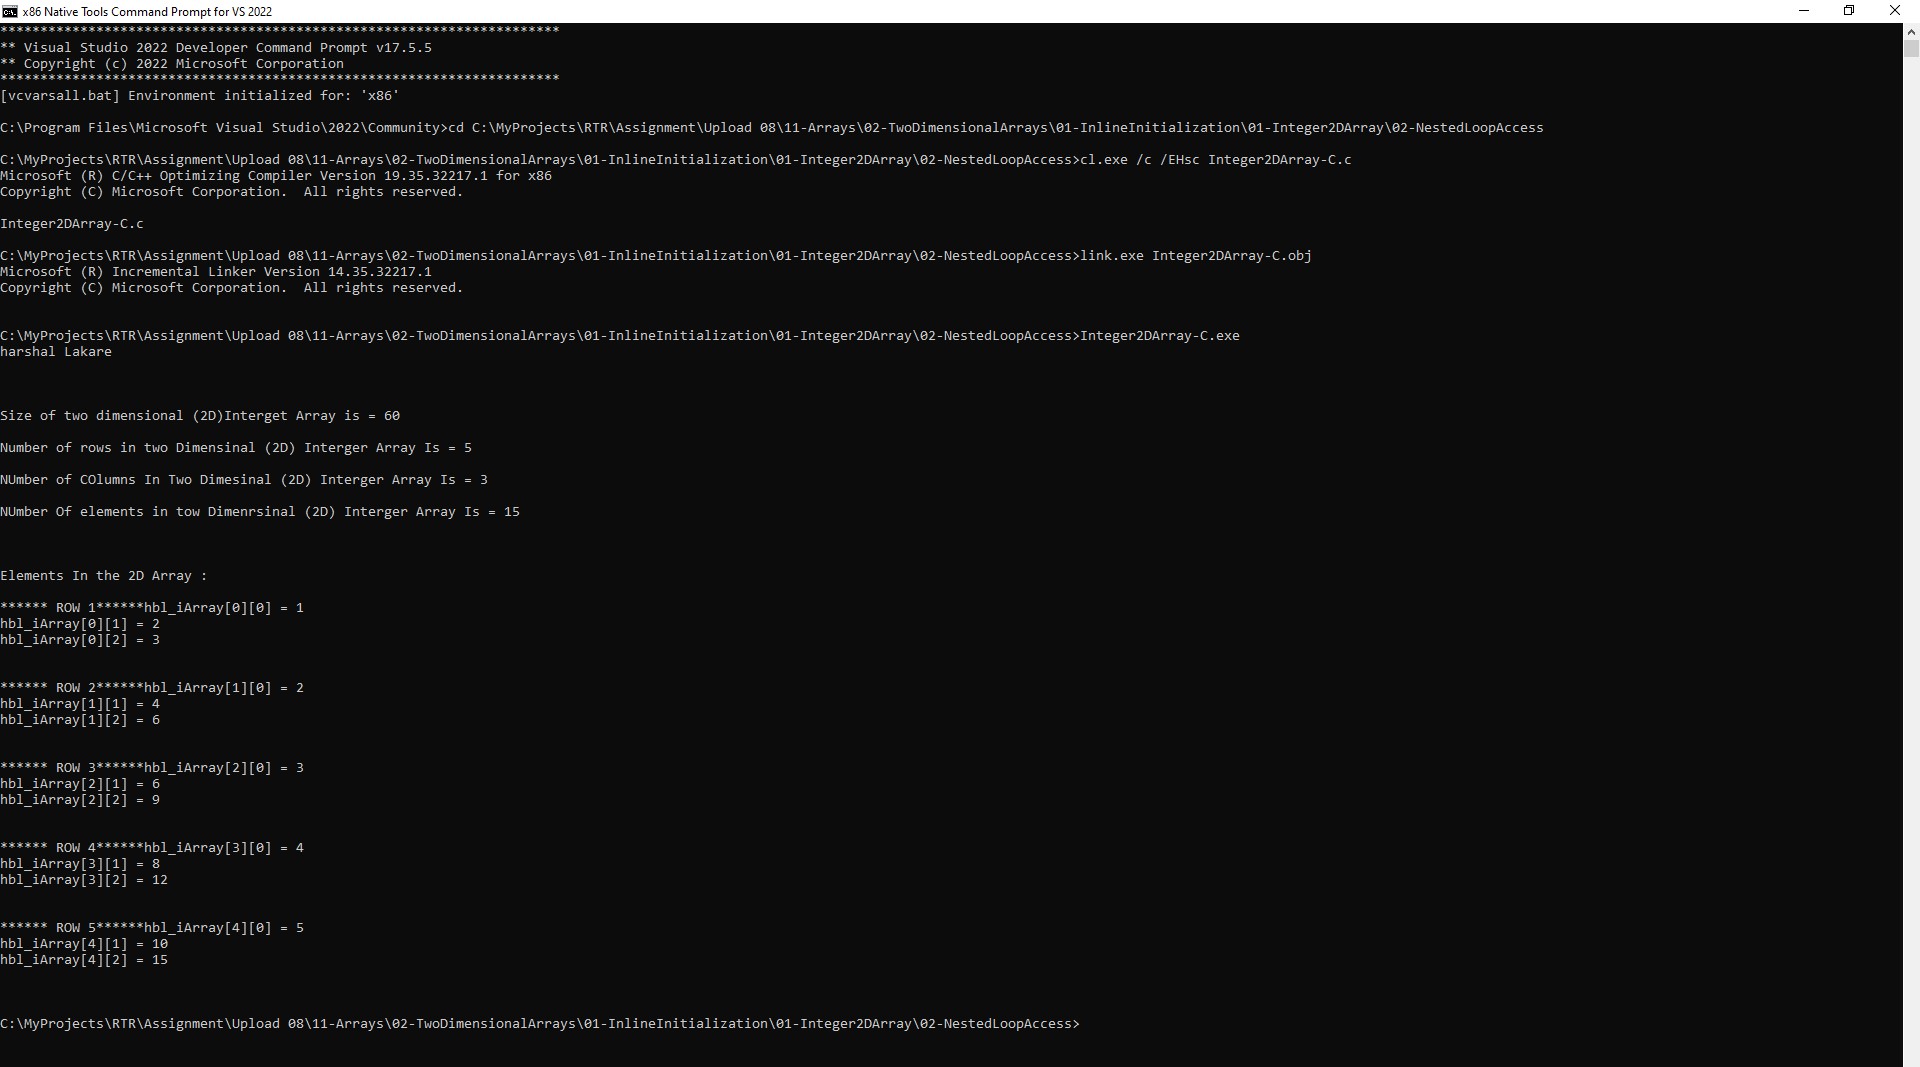 x86 Native Tools Command Prompt for VS 2022
**********************************************************************
** Visual Studio 2022 Developer Command Prompt v17.5.5
** Copyright (c) 2022 Microsoft Corporation
**********************************************************************
[vcvarsall.bat] Environment initialized for: 'x86'
C:\Program Files\Microsoft Visual Studio\2022\Community>cd C:\MyProjects\RTR\Assignment\Upload 08\11-Arrays\02-TwoDimensionalArrays\01-InlineInitialization\01-Integer2DArray\02-NestedLoopAccess
C:\MyProjects\RTR\Assignment\Upload 08\11-Arrays\02-TwoDimensionalArrays\01-InlineInitialization\01-Integer2DArray\02-NestedLoopAccess>cl.exe /c /EHsc Integer2DArray-C.c
Microsoft (R) C/C++ Optimizing Compiler Version 19.35.32217.1 for x86
Copyright (C) Microsoft Corporation.  All rights reserved.
Integer2DArray-C.c
C:\MyProjects\RTR\Assignment\Upload 08\11-Arrays\02-TwoDimensionalArrays\01-InlineInitialization\01-Integer2DArray\02-NestedLoopAccess>link.exe Integer2DArray-C.obj
Microsoft (R) Incremental Linker Version 14.35.32217.1
Copyright (C) Microsoft Corporation.  All rights reserved.
C:\MyProjects\RTR\Assignment\Upload 08\11-Arrays\02-TwoDimensionalArrays\01-InlineInitialization\01-Integer2DArray\02-NestedLoopAccess>Integer2DArray-C.exe
harshal Lakare
Size of two dimensional (2D)Interget Array is = 60
Number of rows in two Dimensinal (2D) Interger Array Is = 5
NUmber of COlumns In Two Dimesinal (2D) Interger Array Is = 3
NUmber Of elements in tow Dimenrsinal (2D) Interger Array Is = 15
Elements In the 2D Array :
****** ROW 1******hbl_iArray[0][0] = 1
hbl_iArray[0][1] = 2
hbl_iArray[0][2] = 3
****** ROW 2******hbl_iArray[1][0] = 2
hbl_iArray[1][1] = 4
hbl_iArray[1][2] = 6
****** ROW 3******hbl_iArray[2][0] = 3
hbl_iArray[2][1] = 6
hbl_iArray[2][2] = 9
****** ROW 4******hbl_iArray[3][0] = 4
hbl_iArray[3][1] = 8
hbl_iArray[3][2] = 12
****** ROW 5******hbl_iArray[4][0] = 5
hbl_iArray[4][1] = 10
hbl_iArray[4][2] = 15
C:\MyProjects\RTR\Assignment\Upload 08\11-Arrays\02-TwoDimensionalArrays\01-InlineInitialization\01-Integer2DArray\02-NestedLoopAccess>